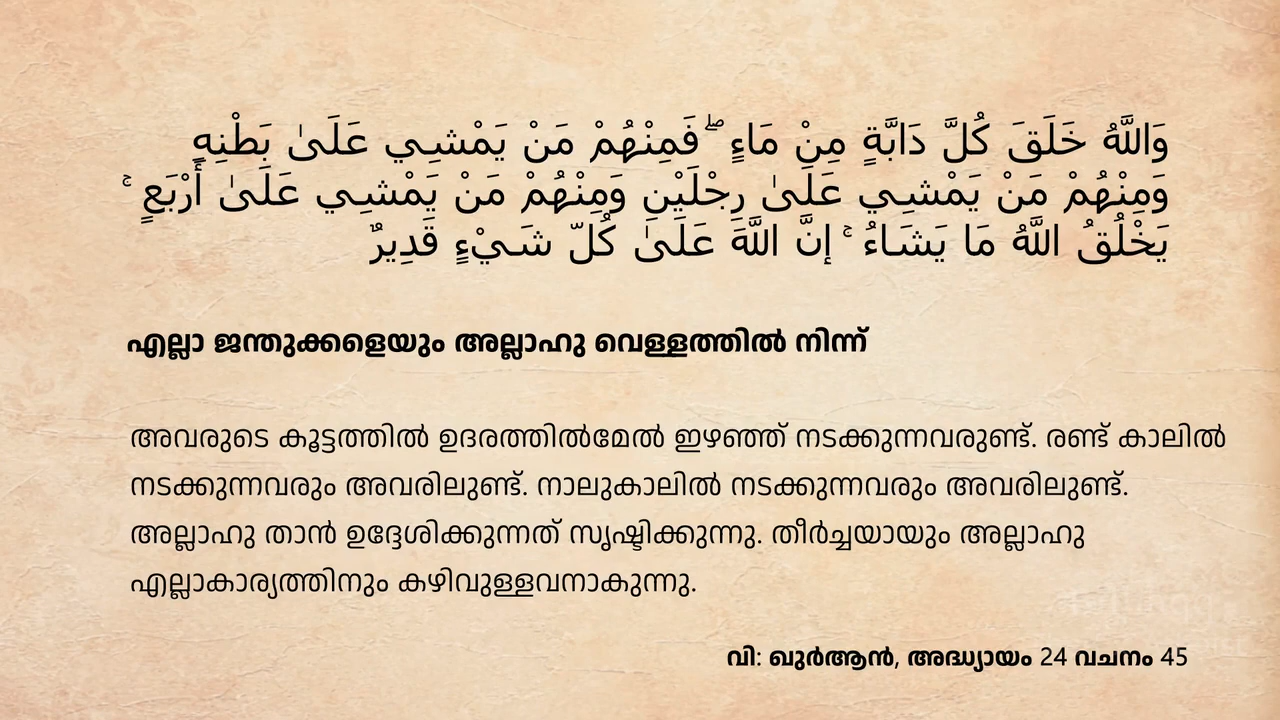 وَاللَّهُ خَلَقَ كُلَّ دَابَّةٍ مِنْ مَاءٍ ۖ فَمِنْهُمْ مَنْ يَمْشِي عَلَىٰ بَطْنِهِ
وَمِنْهُمْ مَنْ يَمْشِي عَلَىٰ رِجْلَيْنِ وَمِنْهُمْ مَنْ يَمْشِي عَلَىٰ أَرْبَعٍ ۚ
يَخْلُقُ اللَّهُ مَا يَشَاءُ ۚ إِنَّ اللَّهَ عَلَىٰ كُلِّ شَيْءٍ قَدِيرٌ
എല്ലാ ജന്തുക്കളെയും അല്ലാഹു വെള്ളത്തിൽ നിന്ന്
അവരുടെ കൂട്ടത്തിൽ ഉദരത്തിൽമേൽ ഇഴഞ്ഞ് നടക്കുന്നവരുണ്ട്. രണ്ട് കാലിൽ
നടക്കുന്നവരും അവരിലുണ്ട്. നാലുകാലിൽ നടക്കുന്നവരും അവരിലുണ്ട്.
അല്ലാഹു താൻ ഉദ്ദേശിക്കുന്നത് സൃഷ്ടിക്കുന്നു. തീർച്ചയായും അല്ലാഹു
എല്ലാകാര്യത്തിനും കഴിവുള്ളവനാകുന്നു.
വി: ഖുർആൻ, അദ്ധ്യായം 24 വചനം 45